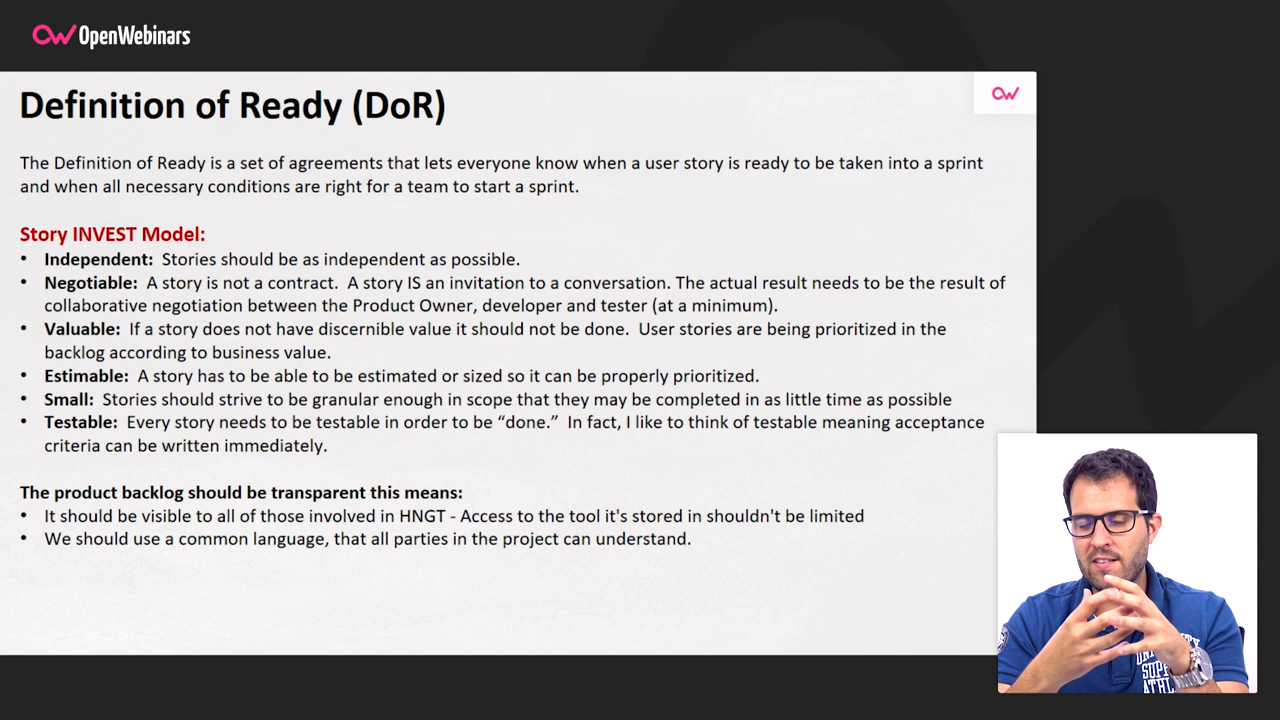 OpenWebinars
Definition of Ready (DoR)
The Definition of Ready is a set of agreements that lets everyone know when a user story is ready to be taken into a sprint
and when all necessary conditions are right for a team to start a sprint.
Story INVEST Model:
• Independent: Stories should be as independent as possible.
• Negotiable: A story is not a contract. A story IS an invitation to a conversation. The actual result needs to be the result of
collaborative negotiation between the Product Owner, developer and tester (at a minimum).
• Valuable: If a story does not have discernible value it should not be done. User stories are being prioritized in the
backlog according to business value.
• Estimable: A story has to be able to be estimated or sized so it can be properly prioritized.
• Small: Stories should strive to be granular enough in scope that they may be completed in as little time as possible
• Testable: Every story needs to be testable in order to be “done.” In fact, I like to think of testable meaning acceptance
criteria can be written immediately.
The product backlog should be transparent this means:
• It should be visible to all of those involved in HNGT - Access to the tool it's stored in shouldn't be limited
• We should use a common language, that all parties in the project can understand.